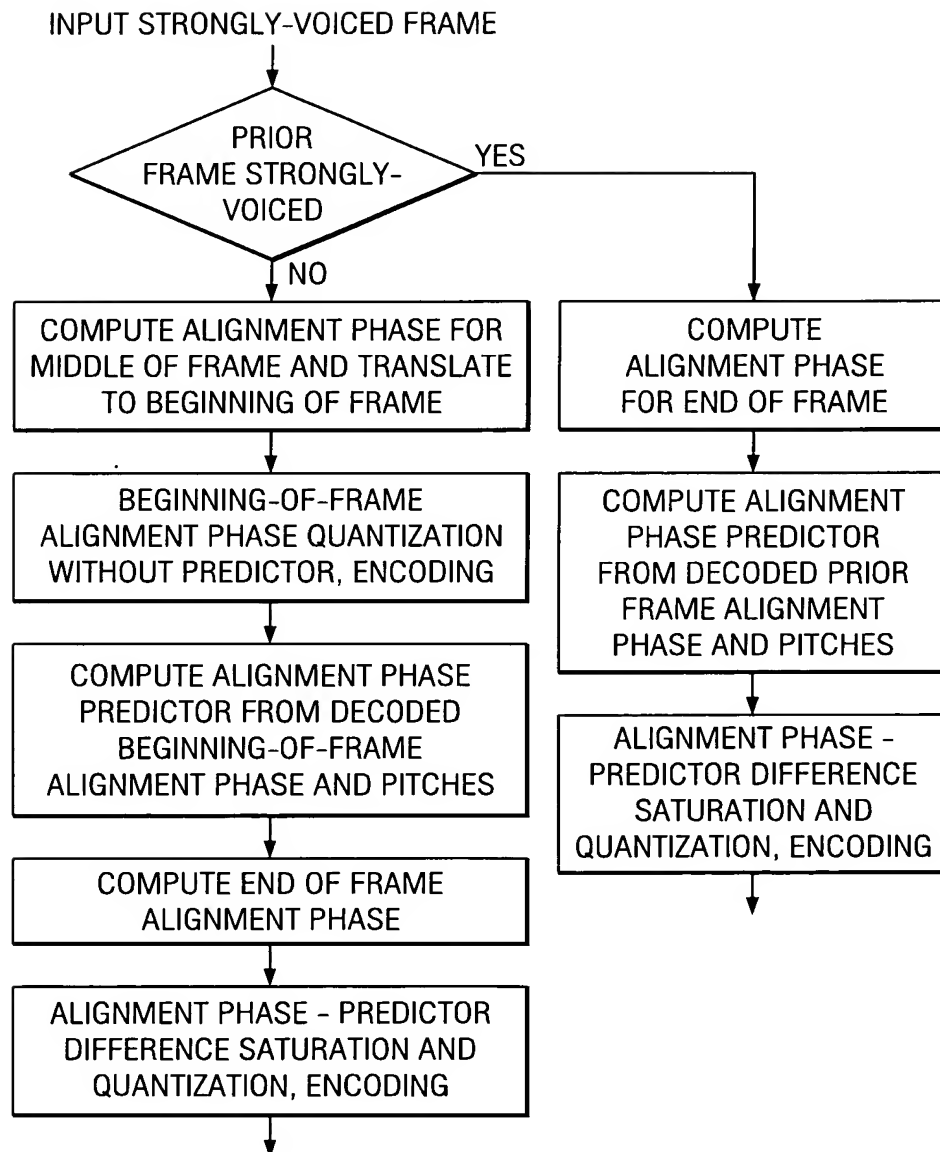 INPUT STRONGLY-VOICED FRAME
PRIOR
FRAME STRONGLY-
VOICED
YES
NO
COMPUTE ALIGNMENT PHASE FOR
MIDDLE OF FRAME AND TRANSLATE
TO BEGINNING OF FRAME
BEGINNING-OF-FRAME
ALIGNMENT PHASE QUANTIZATION
WITHOUT PREDICTOR, ENCODING
COMPUTE ALIGNMENT PHASE
PREDICTOR FROM DECODED
BEGINNING-OF-FRAME
ALIGNMENT PHASE AND PITCHES
COMPUTE END OF FRAME
ALIGNMENT PHASE
ALIGNMENT PHASE - PREDICTOR
DIFFERENCE SATURATION AND
QUANTIZATION, ENCODING
COMPUTE
ALIGNMENT PHASE
FOR END OF FRAME
COMPUTE ALIGNMENT
PHASE PREDICTOR
FROM DECODED PRIOR
FRAME ALIGNMENT
PHASE AND PITCHES
ALIGNMENT PHASE -
PREDICTOR DIFFERENCE
SATURATION AND
QUANTIZATION, ENCODING